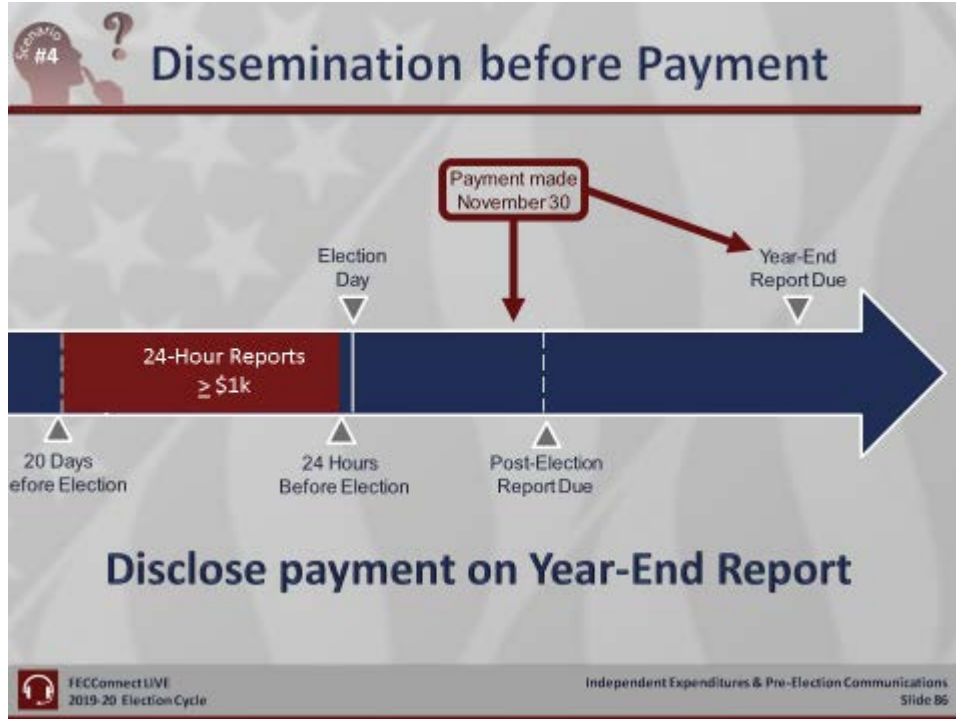 Scenario
#4
?
Dissemination before Payment
Payment made
November 30
Election
Day
Year-End
Report Due
24-Hour Reports
≥ $1k
20 Days
efore Election
24 Hours
Before Election
Post-Election
Report Due
Disclose payment on Year-End Report
FECConnect LIVE
2019-20 Election Cycle
Independent Expenditures & Pre-Election Communications
Slide 86